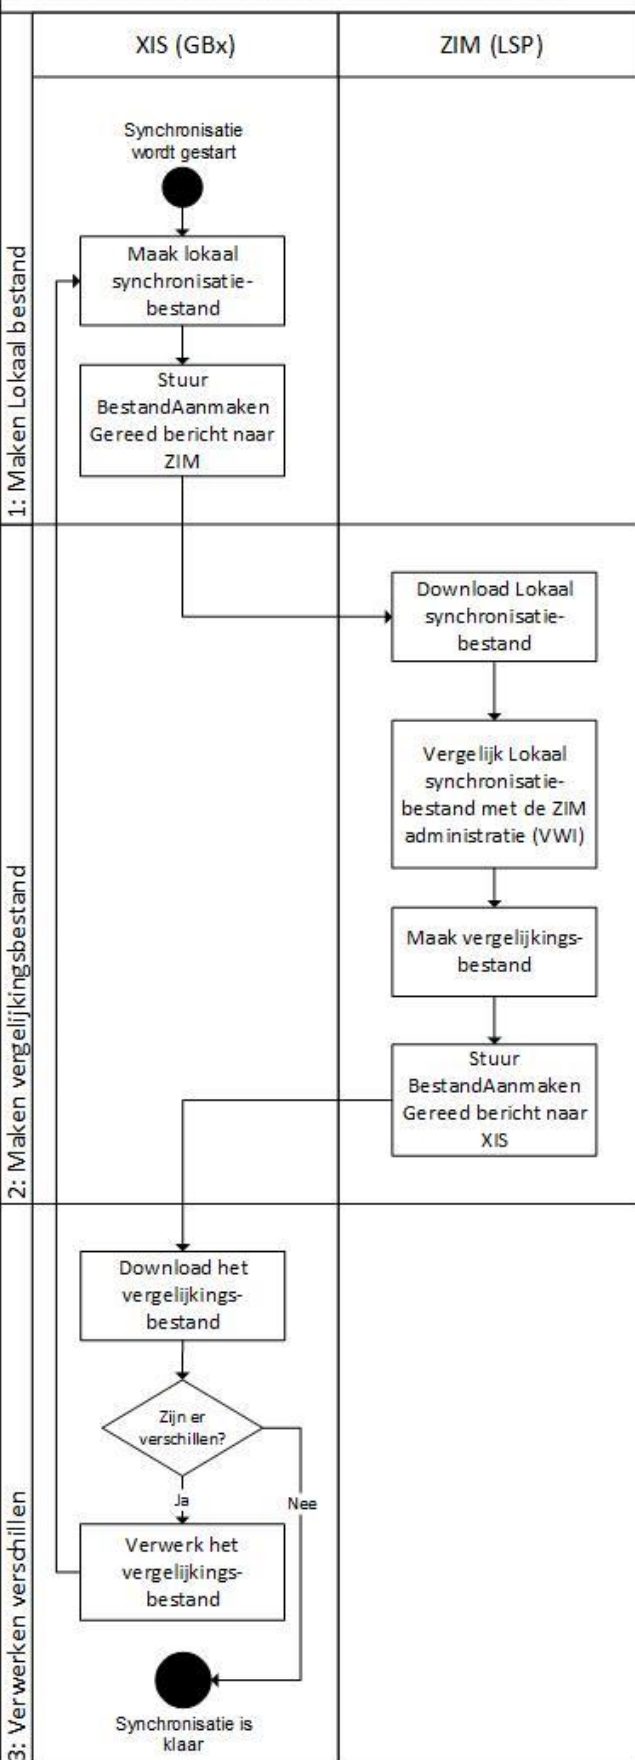 XIS (GBx)
ZIM (LSP)
1: Maken Lokaal bestand
Synchronisatie
wordt gestart
Maak lokaal
synchronisatie-
bestand
Stuur
BestandAanmaken
Gereed bericht naar
ZIM
2: Maken vergelijkingsbestand
Download Lokaal
synchronisatie-
bestand
Vergelijk Lokaal
synchronisatie-
bestand met de ZIM
administratie (VWI)
Maak vergelijkings-
bestand
Stuur
BestandAanmaken
Gereed bericht naar
XIS
3: Verwerken verschillen
Download het
vergelijkings-
bestand
Zijn er
verschillen?
Ja
Nee
Verwerk het
vergelijkings-
bestand
Synchronisatie is
klaar